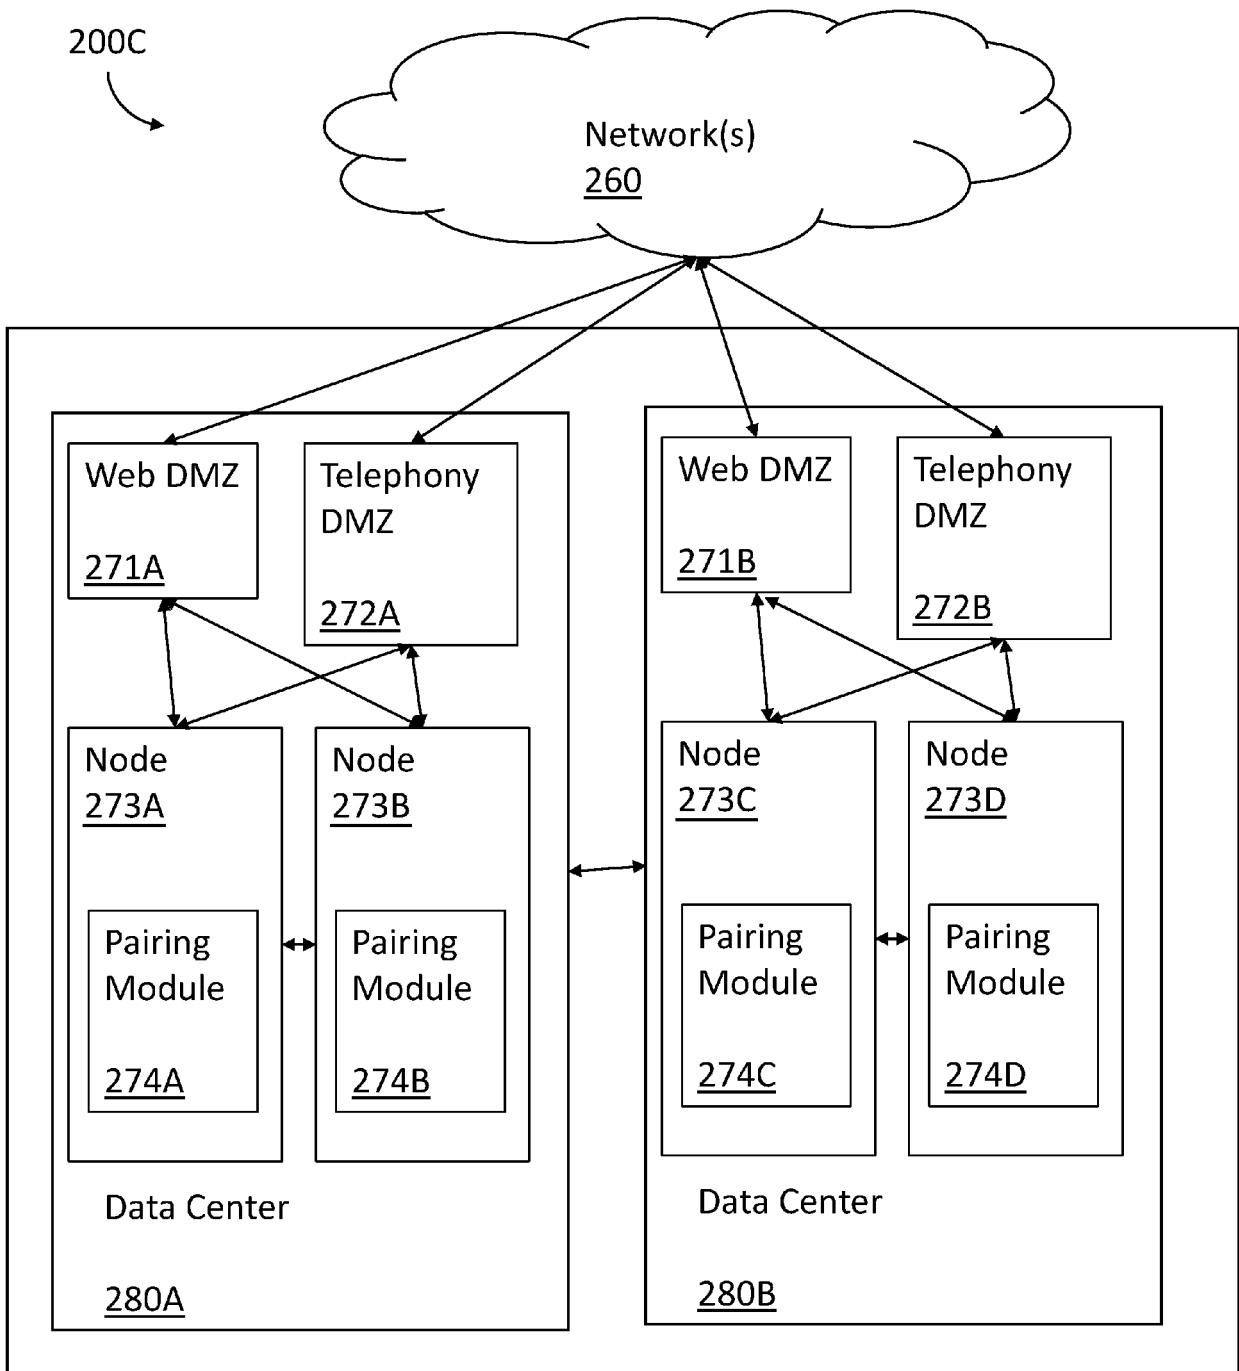 200C
Network(s)
260
Web DMZ
271A
Telephony
DMZ
272A
Web DMZ
271B
Telephony
DMZ
272B
Node
273A
Node
273B
Node
273C
Node
273D
Pairing
Module
274A
Pairing
Module
274B
Pairing
Module
274C
Pairing
Module
274D
Data Center
280A
Data Center
280B